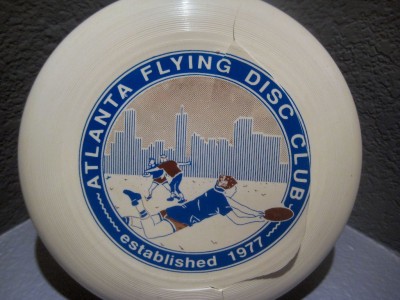 ATLANTA FLYING DISC CLUB
established 1977